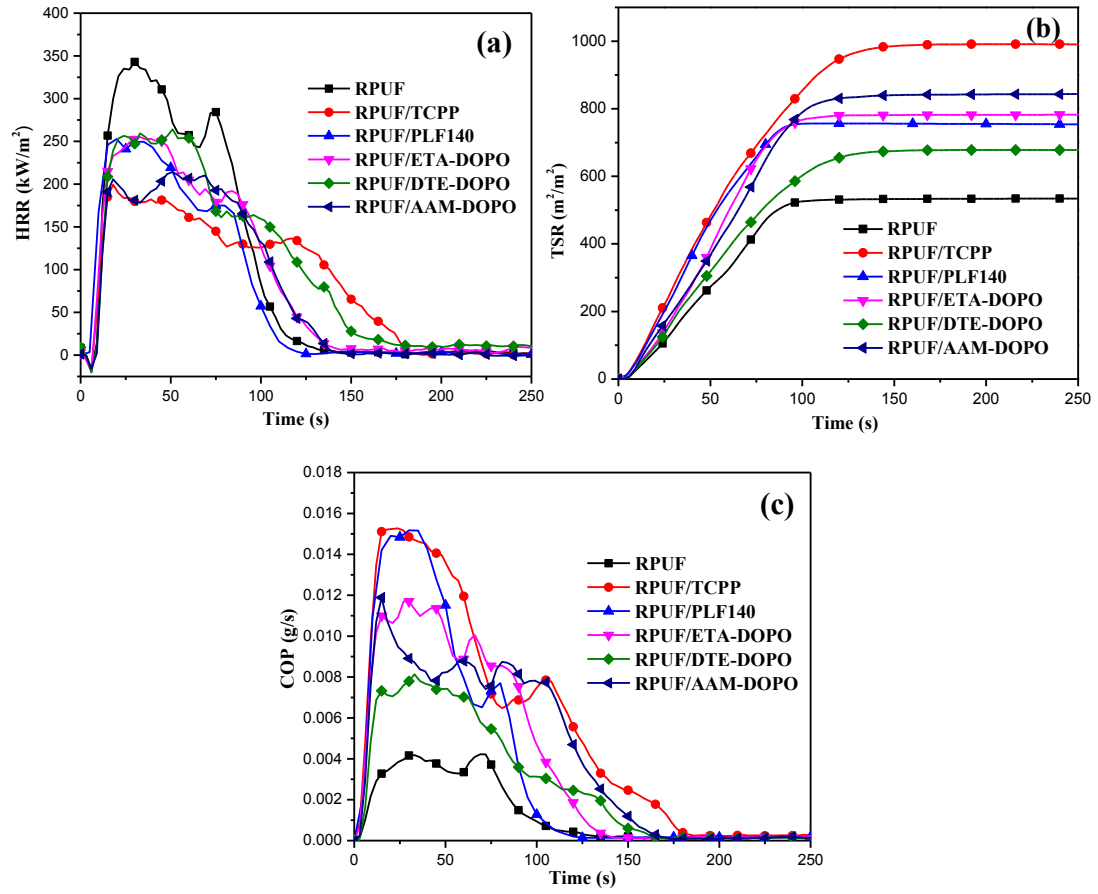 (a)
HRR (kW/m²)
400
350
300
250
200
150
100
50
0
-50
RPUF
RPUF/TCPP
RPUF/PLF140
RPUF/ETA-DOPO
RPUF/DTE-DOPO
RPUF/AAM-DOPO
0 50 100 150 200 250
Time (s)
(b)
TSR (m²/m²)
1000
800
600
400
200
0
RPUF
RPUF/TCPP
RPUF/PLF140
RPUF/ETA-DOPO
RPUF/DTE-DOPO
RPUF/AAM-DOPO
0 50 100 150 200 250
Time (s)
(c)
COP (g/s)
0.018
0.016
0.014
0.012
0.010
0.008
0.006
0.004
0.002
0.000
RPUF
RPUF/TCPP
RPUF/PLF140
RPUF/ETA-DOPO
RPUF/DTE-DOPO
RPUF/AAM-DOPO
0 50 100 150 200 250
Time (s)